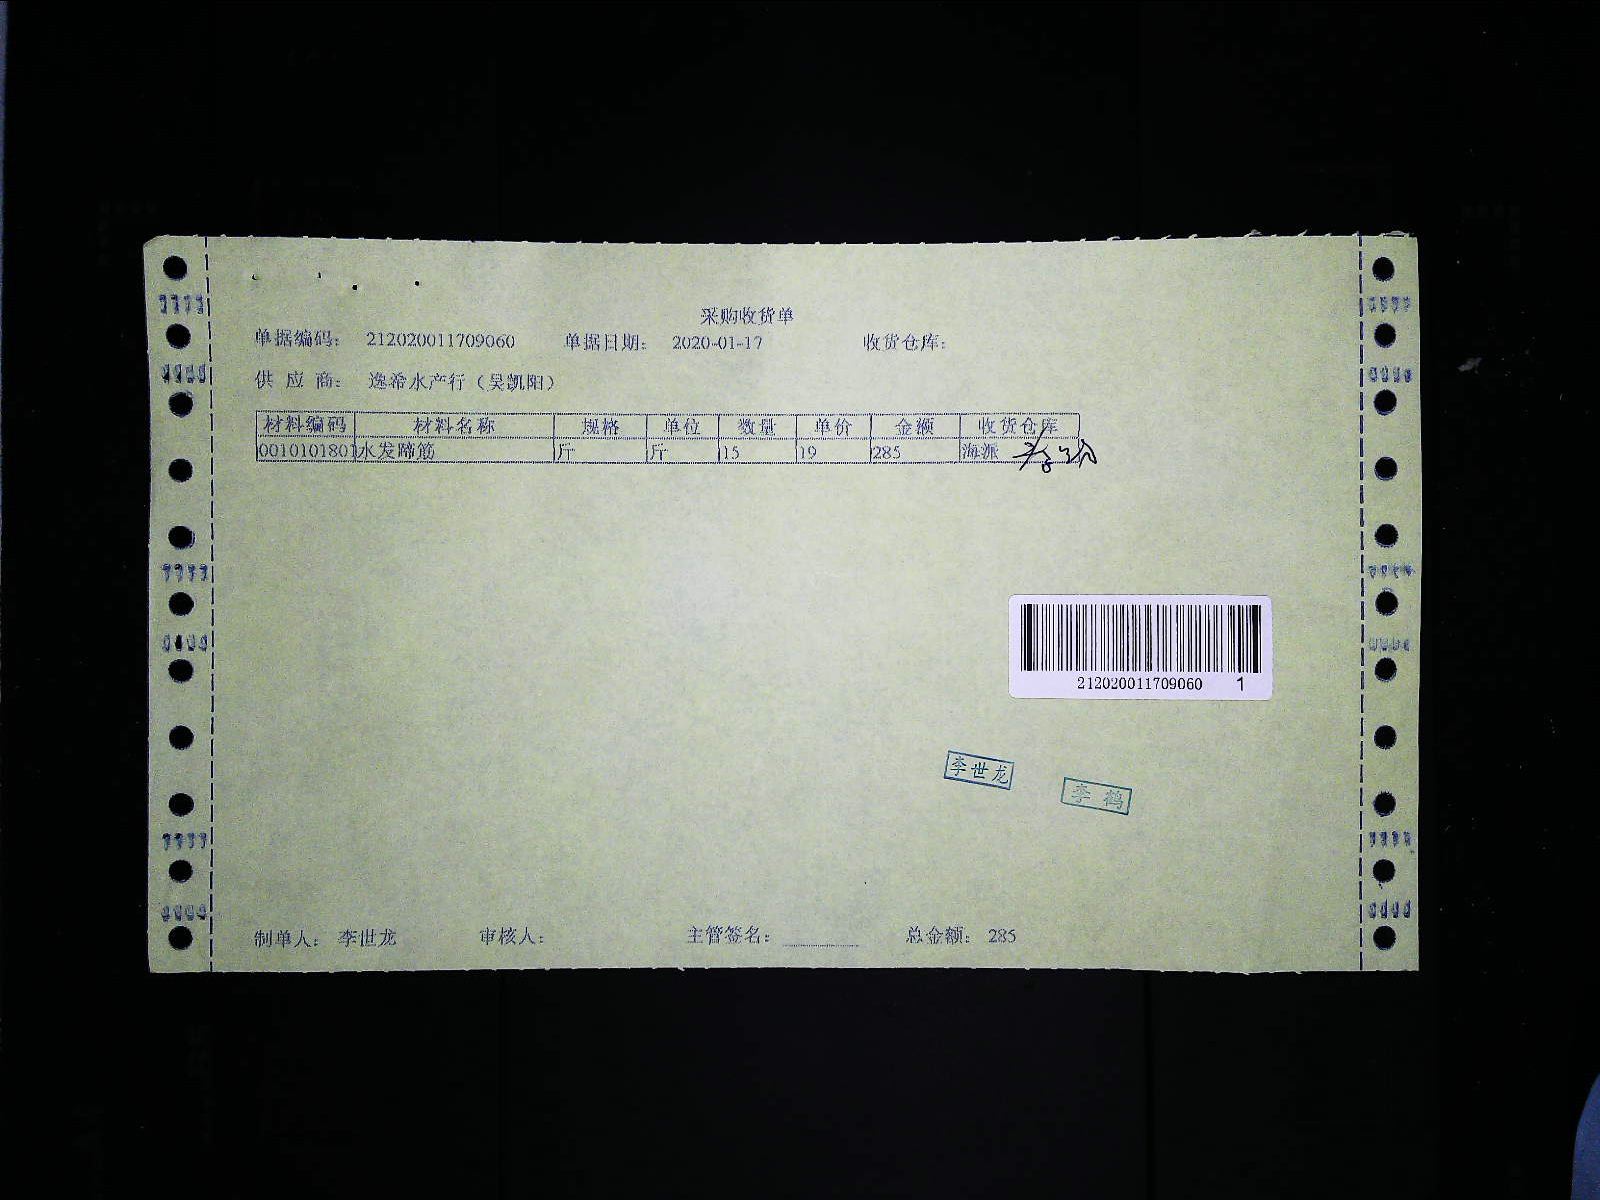 采购收货单
单据编码: 212020011709060 单据日期: 2020-01-17 收货仓库:
供 应 商: 逸希水产行（吴凯阳）
材料编码 材料名称 规格 单位 数量 单价 金额 收货仓库
0010101801 水发蹄筋 斤 斤 15 19 285 海派
212020011709060 1
李世龙
李鹤
制单人: 李世龙 审核人: 主管签名: 总金额: 285